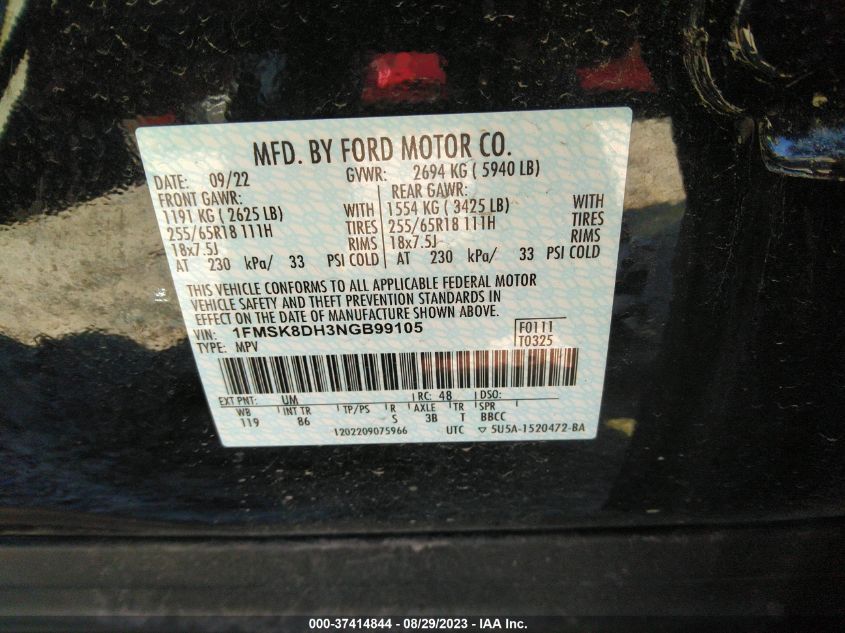 MFD. BY FORD MOTOR CO.
DATE: 09/22 GVWR: 2694 KG ( 5940 LB)
FRONT GAWR: REAR GAWR:
1191 KG ( 2625 LB) WITH 1554 KG ( 3425 LB) WITH
255/65R18 111H TIRES 255/65R18 111H TIRES
18x7.5J RIMS 18x7.5J RIMS
AT 230 kPa/ 33 PSI COLD AT 230 kPa/ 33 PSI COLD
THIS VEHICLE CONFORMS TO ALL APPLICABLE FEDERAL MOTOR
VEHICLE SAFETY AND THEFT PREVENTION STANDARDS IN
EFFECT ON THE DATE OF MANUFACTURE SHOWN ABOVE.
VIN: 1FMSK8DH3NGB99105 F0111
TYPE: MPV T0325
EXT PNT: UM RC: 48 DSO:
WB INT TR TP/PS R AXLE TR SPR
119 86 S 3B T BBCC
1202209075966 UTC ▽ 5U5A-1520472-BA
000-37414844 — 08/29/2023 — IAA Inc.